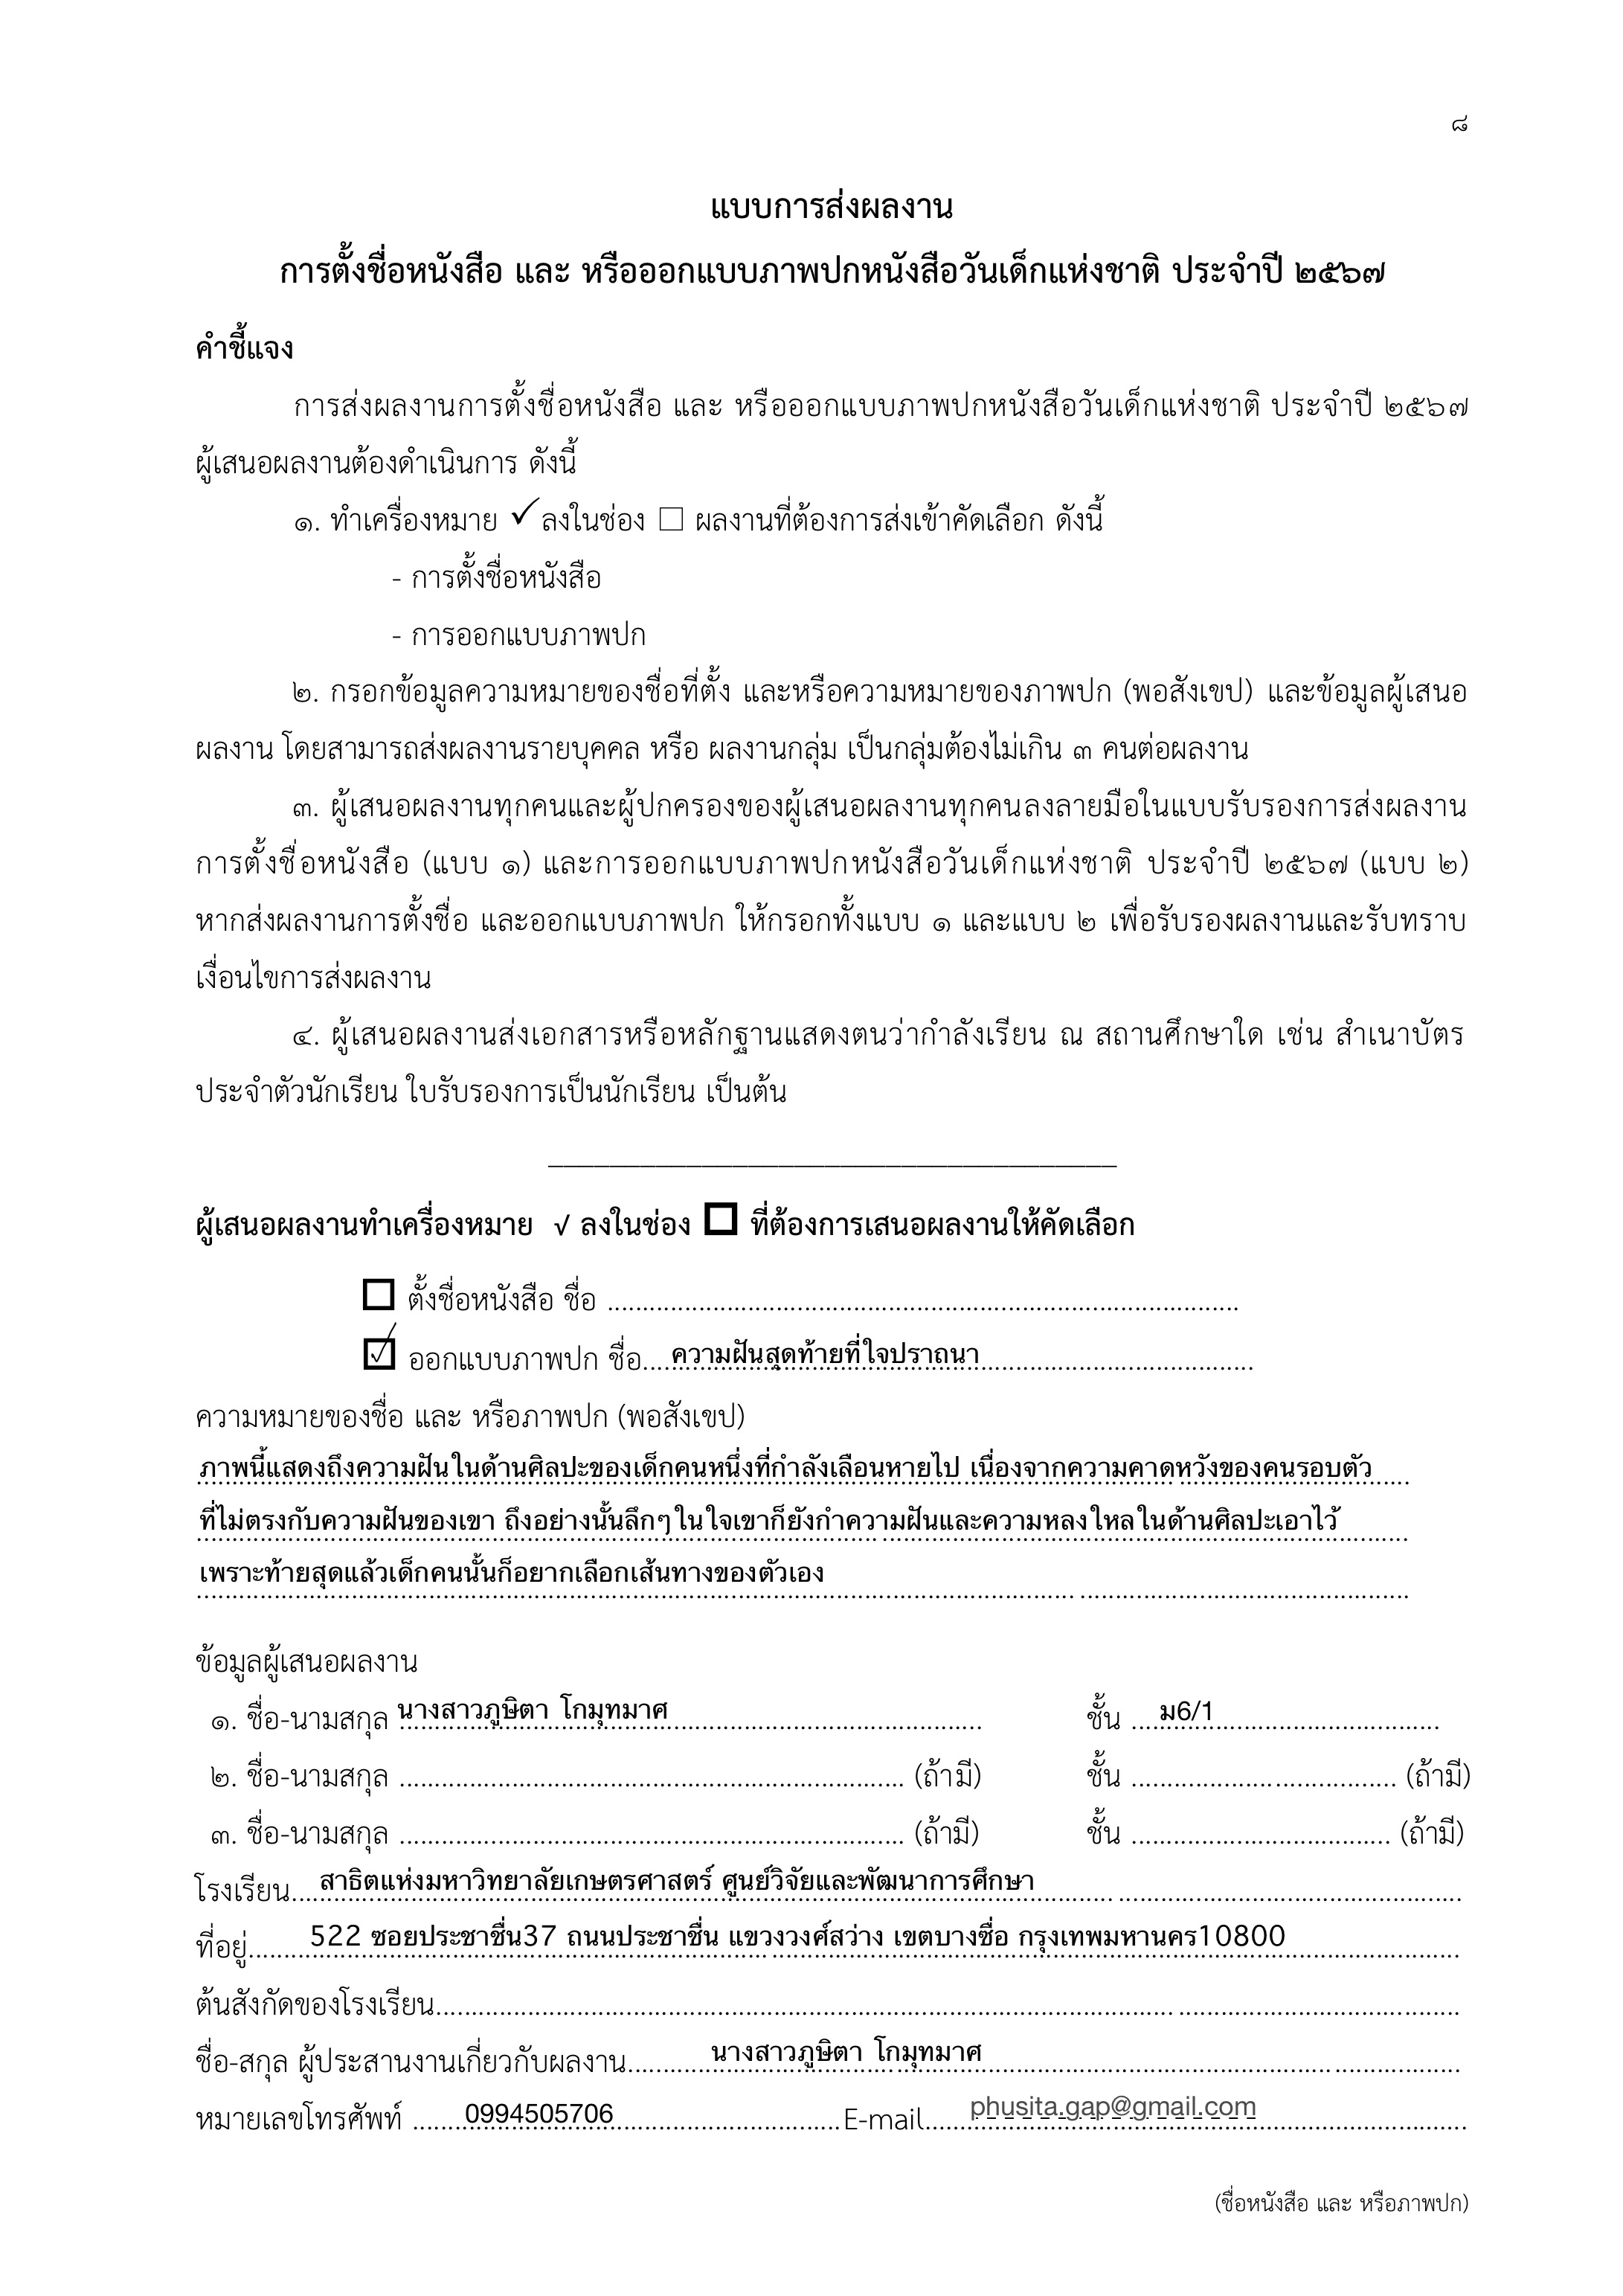 ๘
แบบการส่งผลงาน
การตั้งชื่อหนังสือ และ หรือออกแบบภาพปกหนังสือวันเด็กแห่งชาติ ประจำปี ๒๕๖๗
คำชี้แจง
การส่งผลงานการตั้งชื่อหนังสือ และ หรือออกแบบภาพปกหนังสือวันเด็กแห่งชาติ ประจำปี ๒๕๖๗
ผู้เสนอผลงานต้องดำเนินการ ดังนี้
๑. ทำเครื่องหมาย ✓ ลงในช่อง □ ผลงานที่ต้องการส่งเข้าคัดเลือก ดังนี้
- การตั้งชื่อหนังสือ
- การออกแบบภาพปก
๒. กรอกข้อมูลความหมายของชื่อที่ตั้ง และหรือความหมายของภาพปก (พอสังเขป) และข้อมูลผู้เสนอ
ผลงาน โดยสามารถส่งผลงานรายบุคคล หรือ ผลงานกลุ่ม เป็นกลุ่มต้องไม่เกิน ๓ คนต่อผลงาน
๓. ผู้เสนอผลงานทุกคนและผู้ปกครองของผู้เสนอผลงานทุกคนลงลายมือในแบบรับรองการส่งผลงาน
การตั้งชื่อหนังสือ (แบบ ๑) และการออกแบบภาพปกหนังสือวันเด็กแห่งชาติ ประจำปี ๒๕๖๗ (แบบ ๒)
หากส่งผลงานการตั้งชื่อ และออกแบบภาพปก ให้กรอกทั้งแบบ ๑ และแบบ ๒ เพื่อรับรองผลงานและรับทราบ
เงื่อนไขการส่งผลงาน
๔. ผู้เสนอผลงานส่งเอกสารหรือหลักฐานแสดงตนว่ากำลังเรียน ณ สถานศึกษาใด เช่น สำเนาบัตร
ประจำตัวนักเรียน ใบรับรองการเป็นนักเรียน เป็นต้น
ผู้เสนอผลงานทำเครื่องหมาย √ ลงในช่อง □ ที่ต้องการเสนอผลงานให้คัดเลือก
□ ตั้งชื่อหนังสือ ชื่อ ..........................................................................................
☑ ออกแบบภาพปก ชื่อ.... ความฝันสุดท้ายที่ใจปราถนา ......................................
ความหมายของชื่อ และ หรือภาพปก (พอสังเขป)
ภาพนี้แสดงถึงความฝันในด้านศิลปะของเด็กคนหนึ่งที่กำลังเลือนหายไป เนื่องจากความคาดหวังของคนรอบตัว
ที่ไม่ตรงกับความฝันของเขา ถึงอย่างนั้นลึกๆในใจเขาก็ยังกำความฝันและความหลงใหลในด้านศิลปะเอาไว้
เพราะท้ายสุดแล้วเด็กคนนั้นก็อยากเลือกเส้นทางของตัวเอง
ข้อมูลผู้เสนอผลงาน
๑. ชื่อ-นามสกุล นางสาวภูษิตา โกมุทมาศ ชั้น ... ม6/1 ................................
๒. ชื่อ-นามสกุล ........................................................................ (ถ้ามี) ชั้น ...................................... (ถ้ามี)
๓. ชื่อ-นามสกุล ........................................................................ (ถ้ามี) ชั้น ..................................... (ถ้ามี)
โรงเรียน.... สาธิตแห่งมหาวิทยาลัยเกษตรศาสตร์ ศูนย์วิจัยและพัฒนาการศึกษา
ที่อยู่........ 522 ซอยประชาชื่น37 ถนนประชาชื่น แขวงวงศ์สว่าง เขตบางซื่อ กรุงเทพมหานคร10800
ต้นสังกัดของโรงเรียน..................................................................................................................
ชื่อ-สกุล ผู้ประสานงานเกี่ยวกับผลงาน............ นางสาวภูษิตา โกมุทมาศ
หมายเลขโทรศัพท์ ....... 0994505706 ................................E-mail...... phusita.gap@gmail.com
(ชื่อหนังสือ และ หรือภาพปก)